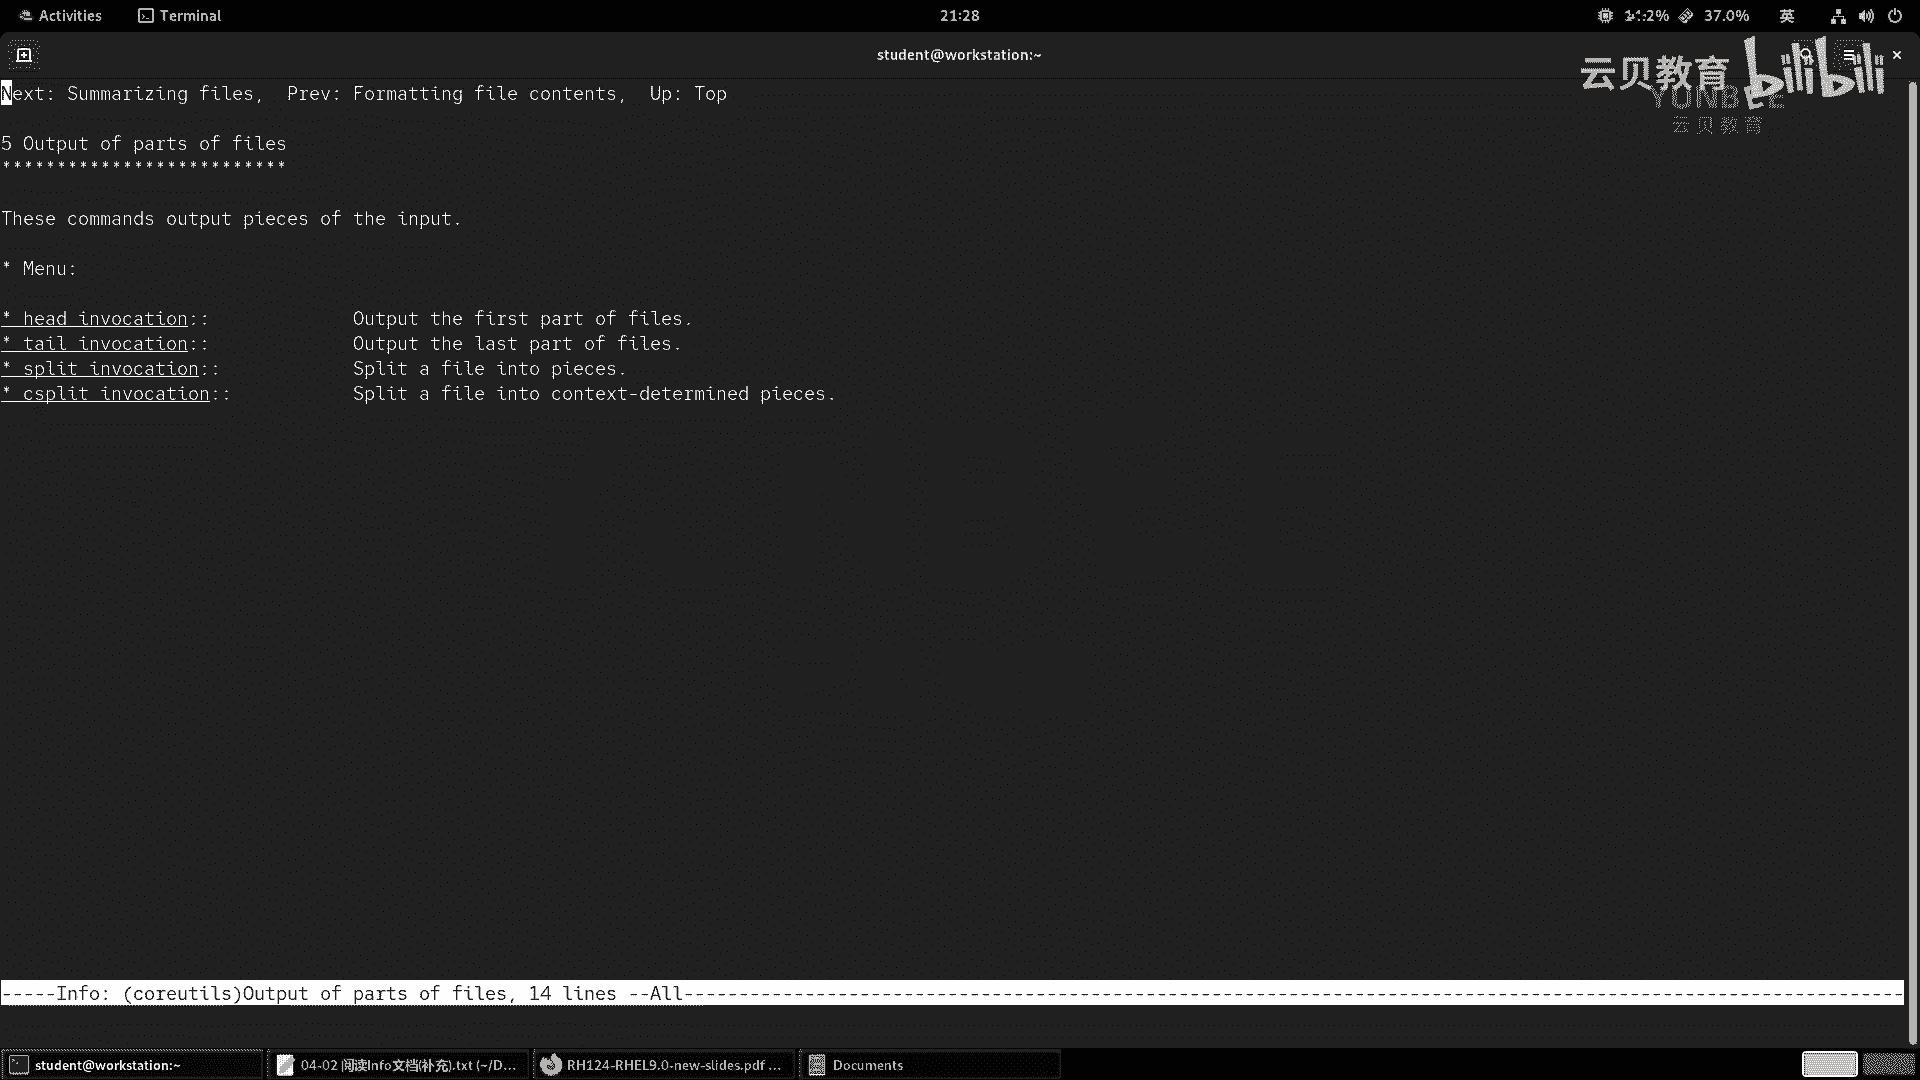 Activities Terminal 21:28 37.0% 英
student@workstation:~
云贝教育 bilibili
YUNBEE
云贝教育
Next: Summarizing files,  Prev: Formatting file contents,  Up: Top
5 Output of parts of files
**************************
These commands output pieces of the input.
* Menu:
* head invocation::             Output the first part of files.
* tail invocation::             Output the last part of files.
* split invocation::            Split a file into pieces.
* csplit invocation::           Split a file into context-determined pieces.
-----Info: (coreutils)Output of parts of files, 14 lines --All---------------------------------------------------------------------------------------------------------------
student@workstation:~ 04-02 阅读Info文档(补充).txt (~/D... RH124-RHEL9.0-new-slides.pdf ... Documents